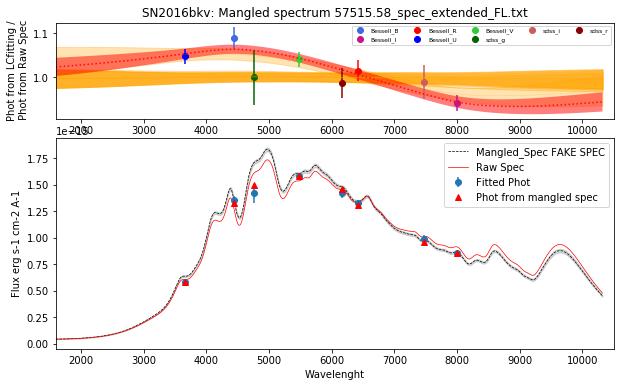 SN2016bkv: Mangled spectrum 57515.58_spec_extended_FL.txt
Phot from LCfitting /
Phot from Raw Spec
1.1
1.0
Bessell_B Bessell_R Bessell_V sdss_i sdss_r
Bessell_I Bessell_U sdss_g
2000 3000 4000 5000 6000 7000 8000 9000 10000
Flux erg s-1 cm-2 A-1
1.75
1.50
1.25
1.00
0.75
0.50
0.25
0.00
Mangled_Spec FAKE SPEC
Raw Spec
Fitted Phot
Phot from mangled spec
2000 3000 4000 5000 6000 7000 8000 9000 10000
Wavelenght